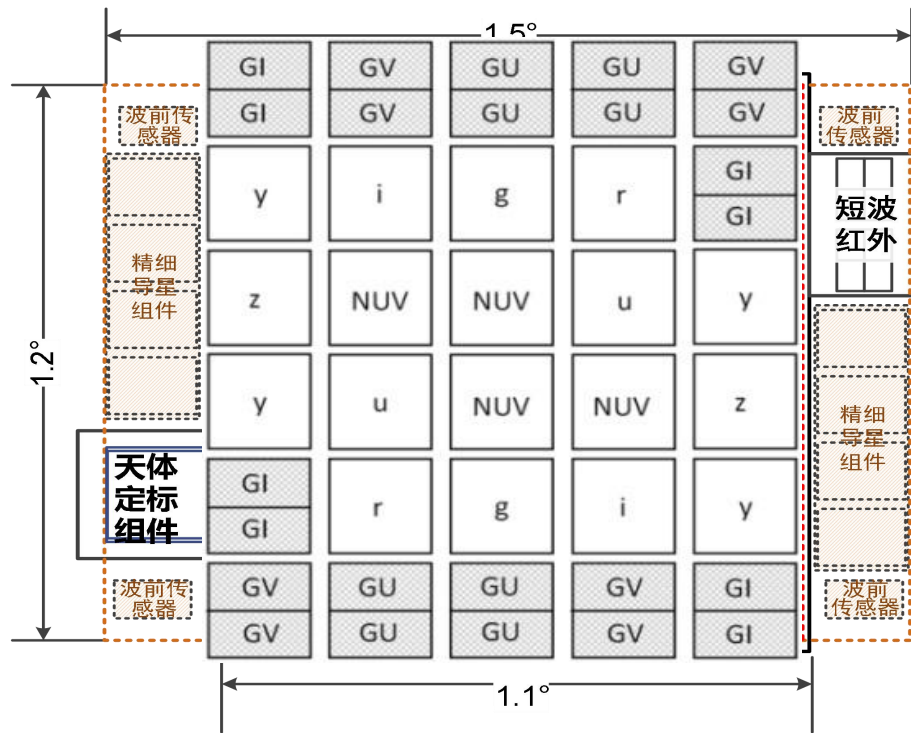 1.5°
GI GV GU GU GV
GI GV GU GU GV
波前传
感器
波前
传感器
y i g r GI
GI
短波
红外
精细
导星
组件
z NUV NUV u y
1.2°
y u NUV NUV z
精细
导星
组件
天体
定标
组件
GI r g i y
GI
波前传
感器
GV GU GU GV GI
GV GU GU GV GI
波前
传感器
1.1°